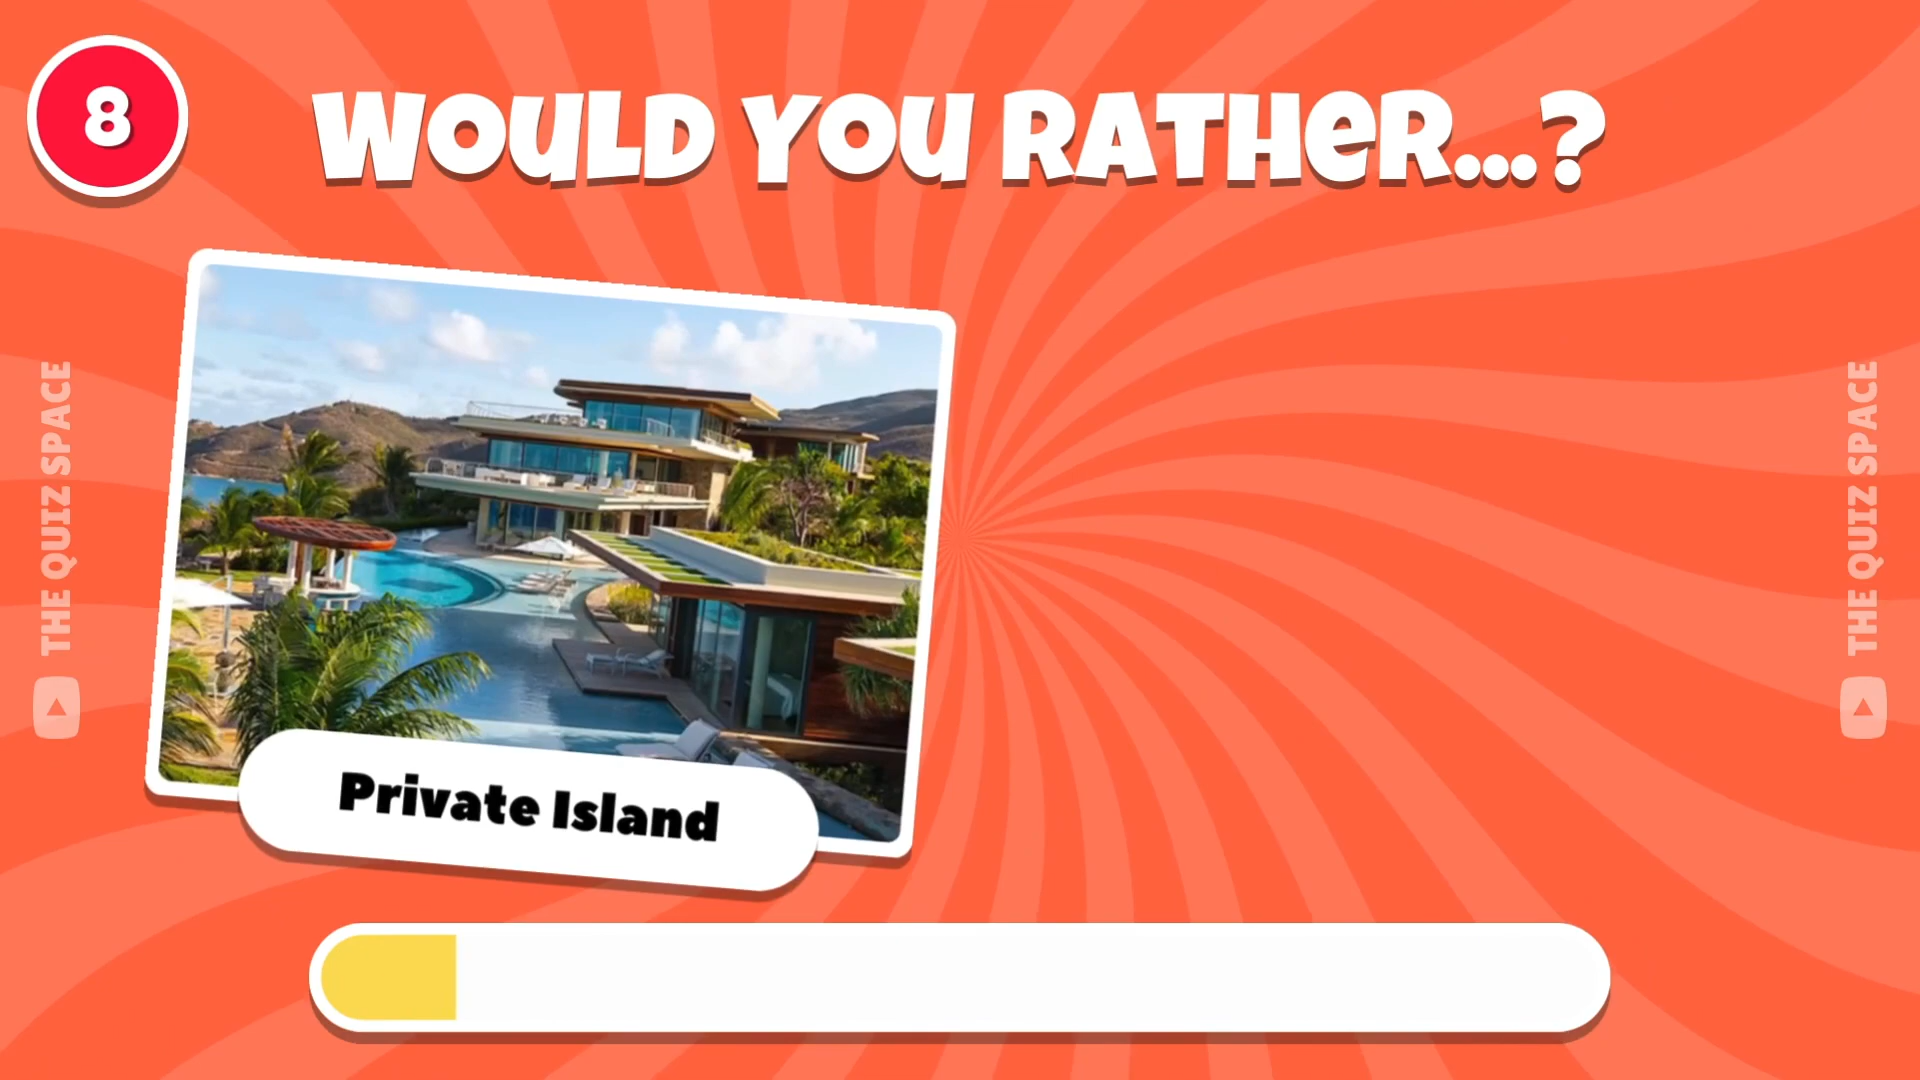 8
WOULD YOU RATHER...?
THE QUIZ SPACE
Private Island
THE QUIZ SPACE